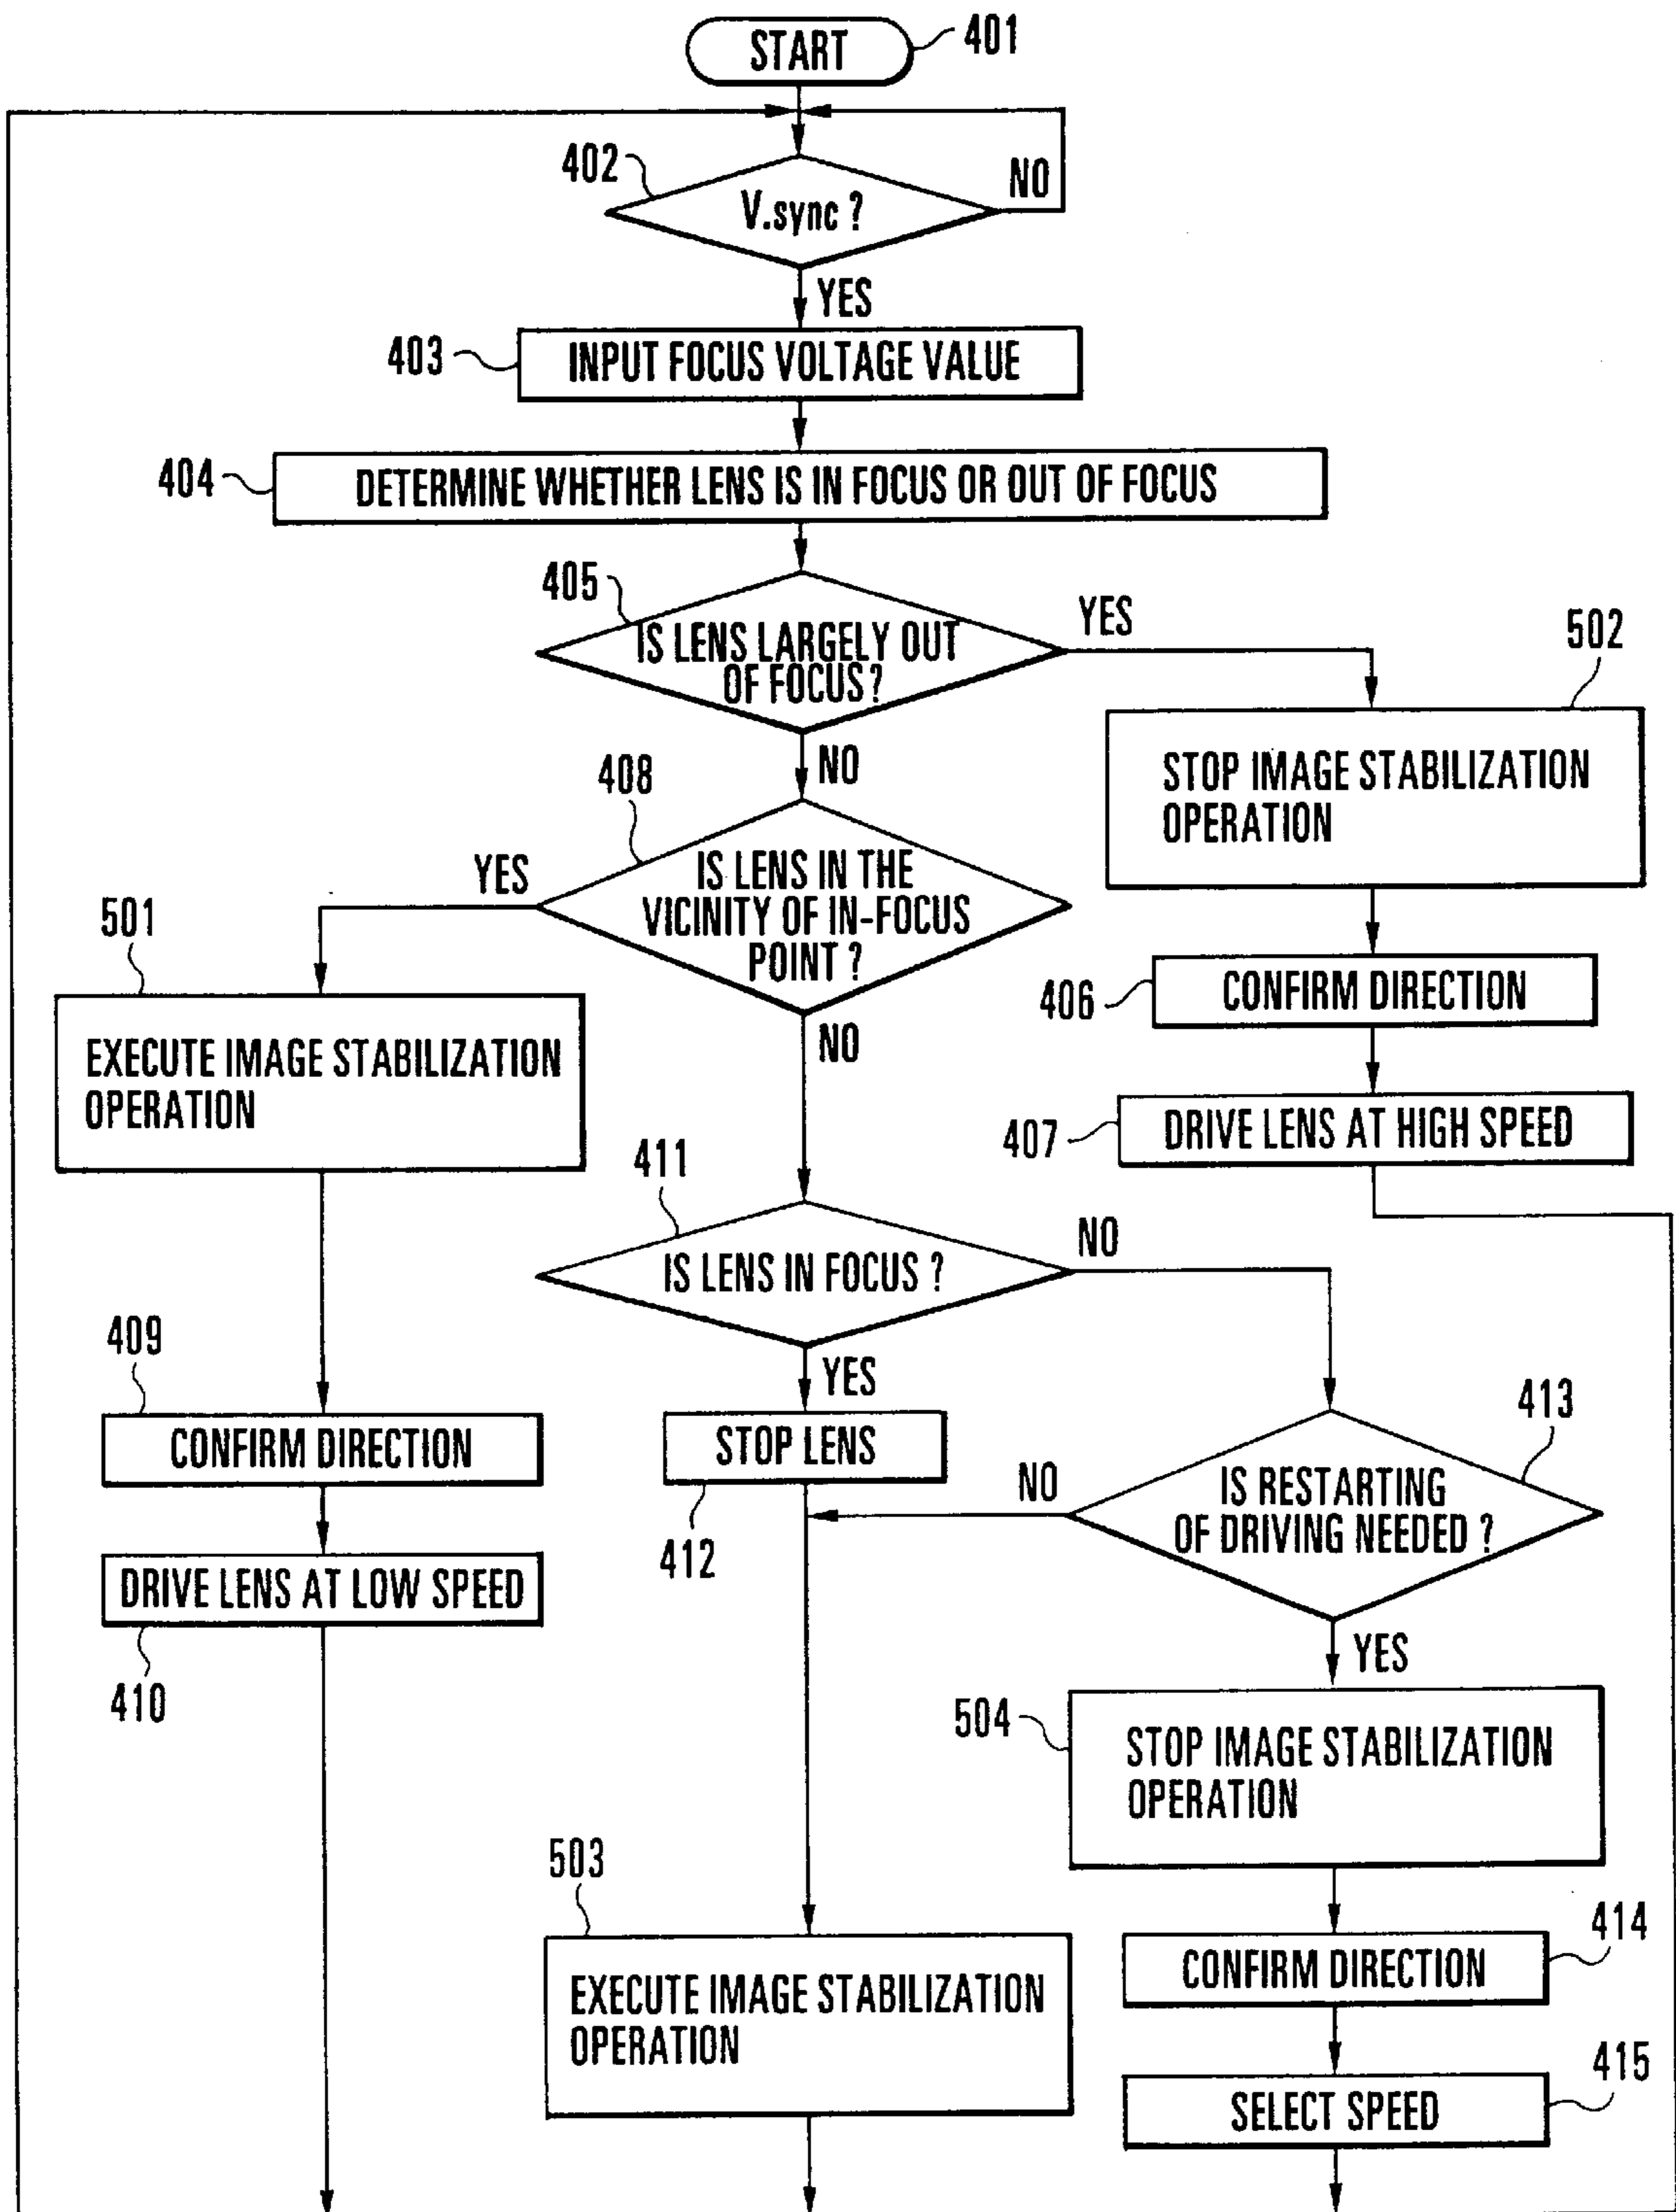 START
401
402
V.sync ?
NO
YES
403
INPUT FOCUS VOLTAGE VALUE
404
DETERMINE WHETHER LENS IS IN FOCUS OR OUT OF FOCUS
405
IS LENS LARGELY OUT
OF FOCUS ?
YES
502
NO
STOP IMAGE STABILIZATION
OPERATION
408
IS LENS IN THE
VICINITY OF IN-FOCUS
POINT ?
YES
501
NO
406
CONFIRM DIRECTION
EXECUTE IMAGE STABILIZATION
OPERATION
407
DRIVE LENS AT HIGH SPEED
411
IS LENS IN FOCUS ?
NO
YES
409
CONFIRM DIRECTION
STOP LENS
412
413
IS RESTARTING
OF DRIVING NEEDED ?
NO
DRIVE LENS AT LOW SPEED
410
YES
504
STOP IMAGE STABILIZATION
OPERATION
503
EXECUTE IMAGE STABILIZATION
OPERATION
414
CONFIRM DIRECTION
415
SELECT SPEED